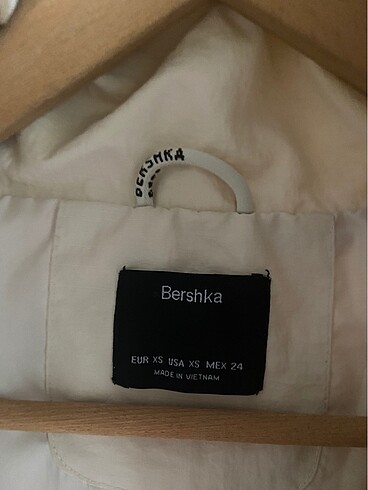 BERSHKA
Bershka
EUR XS USA XS MEX 24
MADE IN VIETNAM